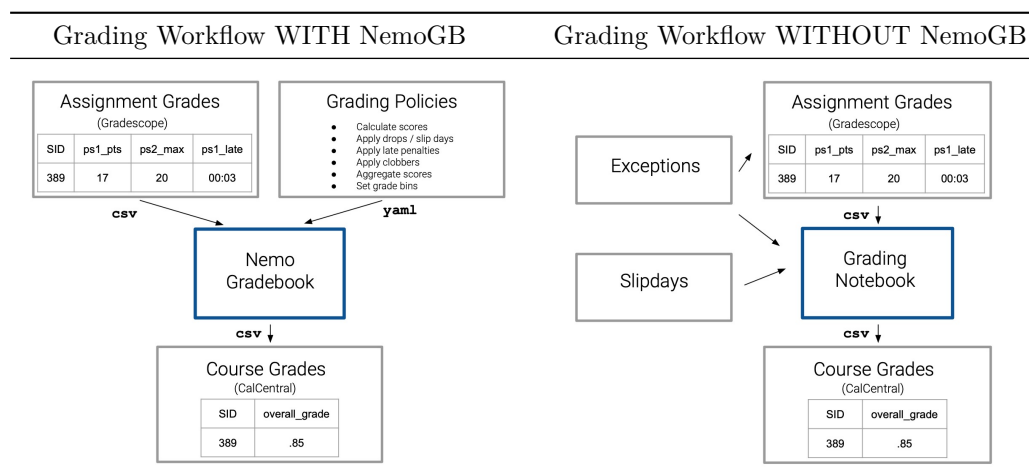 Grading Workflow WITH NemoGB
Grading Workflow WITHOUT NemoGB
Assignment Grades
(Gradescope)
SID ps1_pts ps2_max ps1_late
389 17 20 00:03
Grading Policies
● Calculate scores
● Apply drops / slip days
● Apply late penalties
● Apply clobbers
● Aggregate scores
● Set grade bins
csv
yaml
Nemo
Gradebook
csv
Course Grades
(CalCentral)
SID overall_grade
389 .85
Exceptions
Slipdays
Assignment Grades
(Gradescope)
SID ps1_pts ps2_max ps1_late
389 17 20 00:03
csv
Grading
Notebook
csv
Course Grades
(CalCentral)
SID overall_grade
389 .85